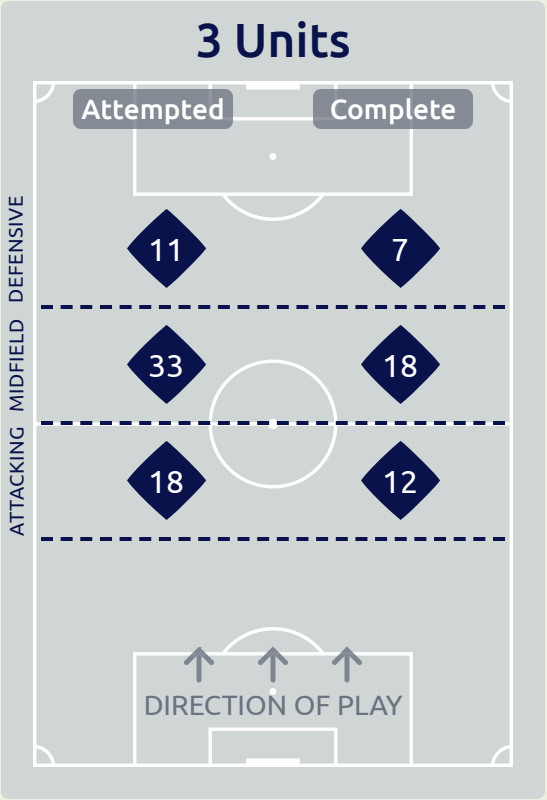 3 Units
Attempted Complete
DEFENSIVE
11 7
MIDFIELD
33 18
ATTACKING
18 12
DIRECTION OF PLAY